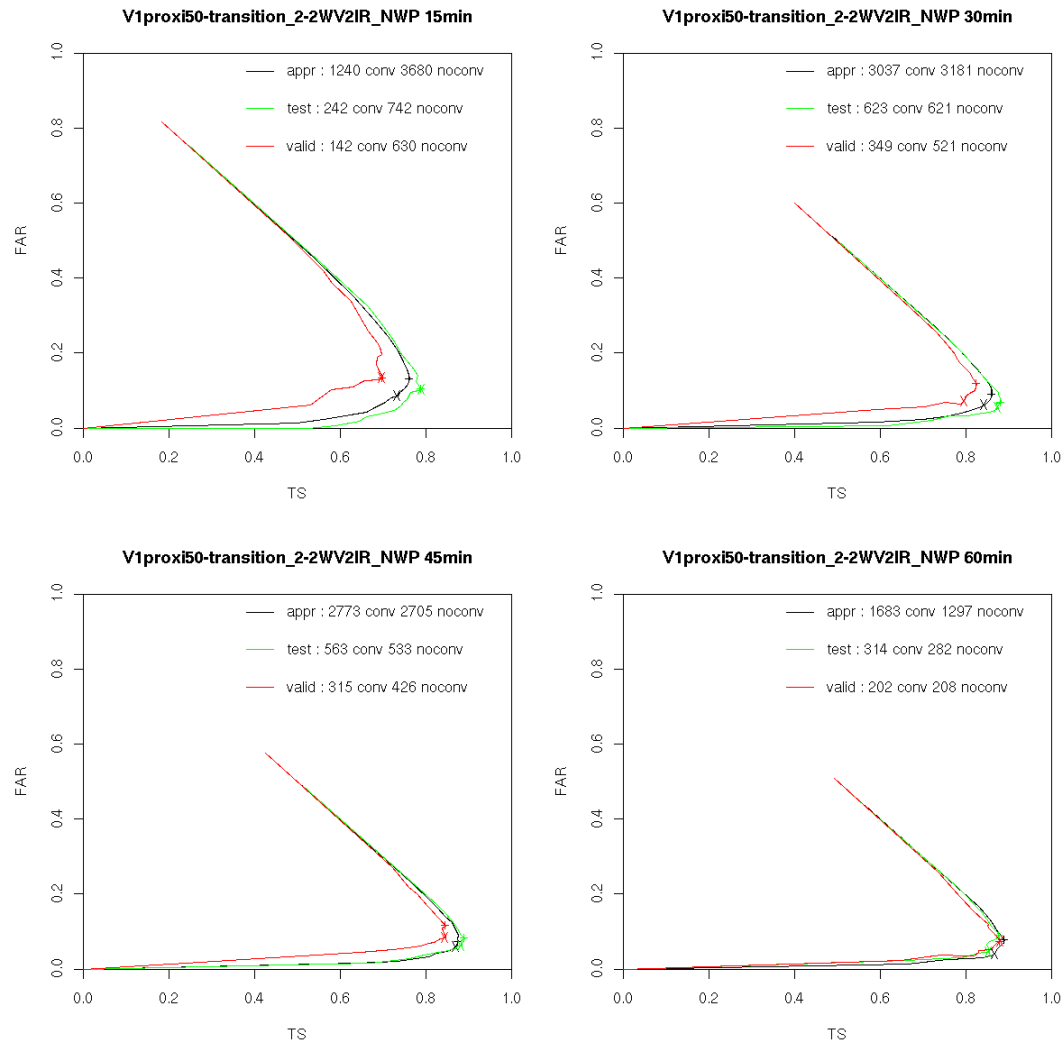 V1proxi50-transition_2-2WV2IR_NWP 15min
FAR
1.0
0.8
0.6
0.4
0.2
0.0
appr : 1240 conv 3680 noconv
test : 242 conv 742 noconv
valid : 142 conv 630 noconv
0.0 0.2 0.4 0.6 0.8 1.0
TS
V1proxi50-transition_2-2WV2IR_NWP 30min
FAR
1.0
0.8
0.6
0.4
0.2
0.0
appr : 3037 conv 3181 noconv
test : 623 conv 621 noconv
valid : 349 conv 521 noconv
0.0 0.2 0.4 0.6 0.8 1.0
TS
V1proxi50-transition_2-2WV2IR_NWP 45min
FAR
1.0
0.8
0.6
0.4
0.2
0.0
appr : 2773 conv 2705 noconv
test : 563 conv 533 noconv
valid : 315 conv 426 noconv
0.0 0.2 0.4 0.6 0.8 1.0
TS
V1proxi50-transition_2-2WV2IR_NWP 60min
FAR
1.0
0.8
0.6
0.4
0.2
0.0
appr : 1683 conv 1297 noconv
test : 314 conv 282 noconv
valid : 202 conv 208 noconv
0.0 0.2 0.4 0.6 0.8 1.0
TS